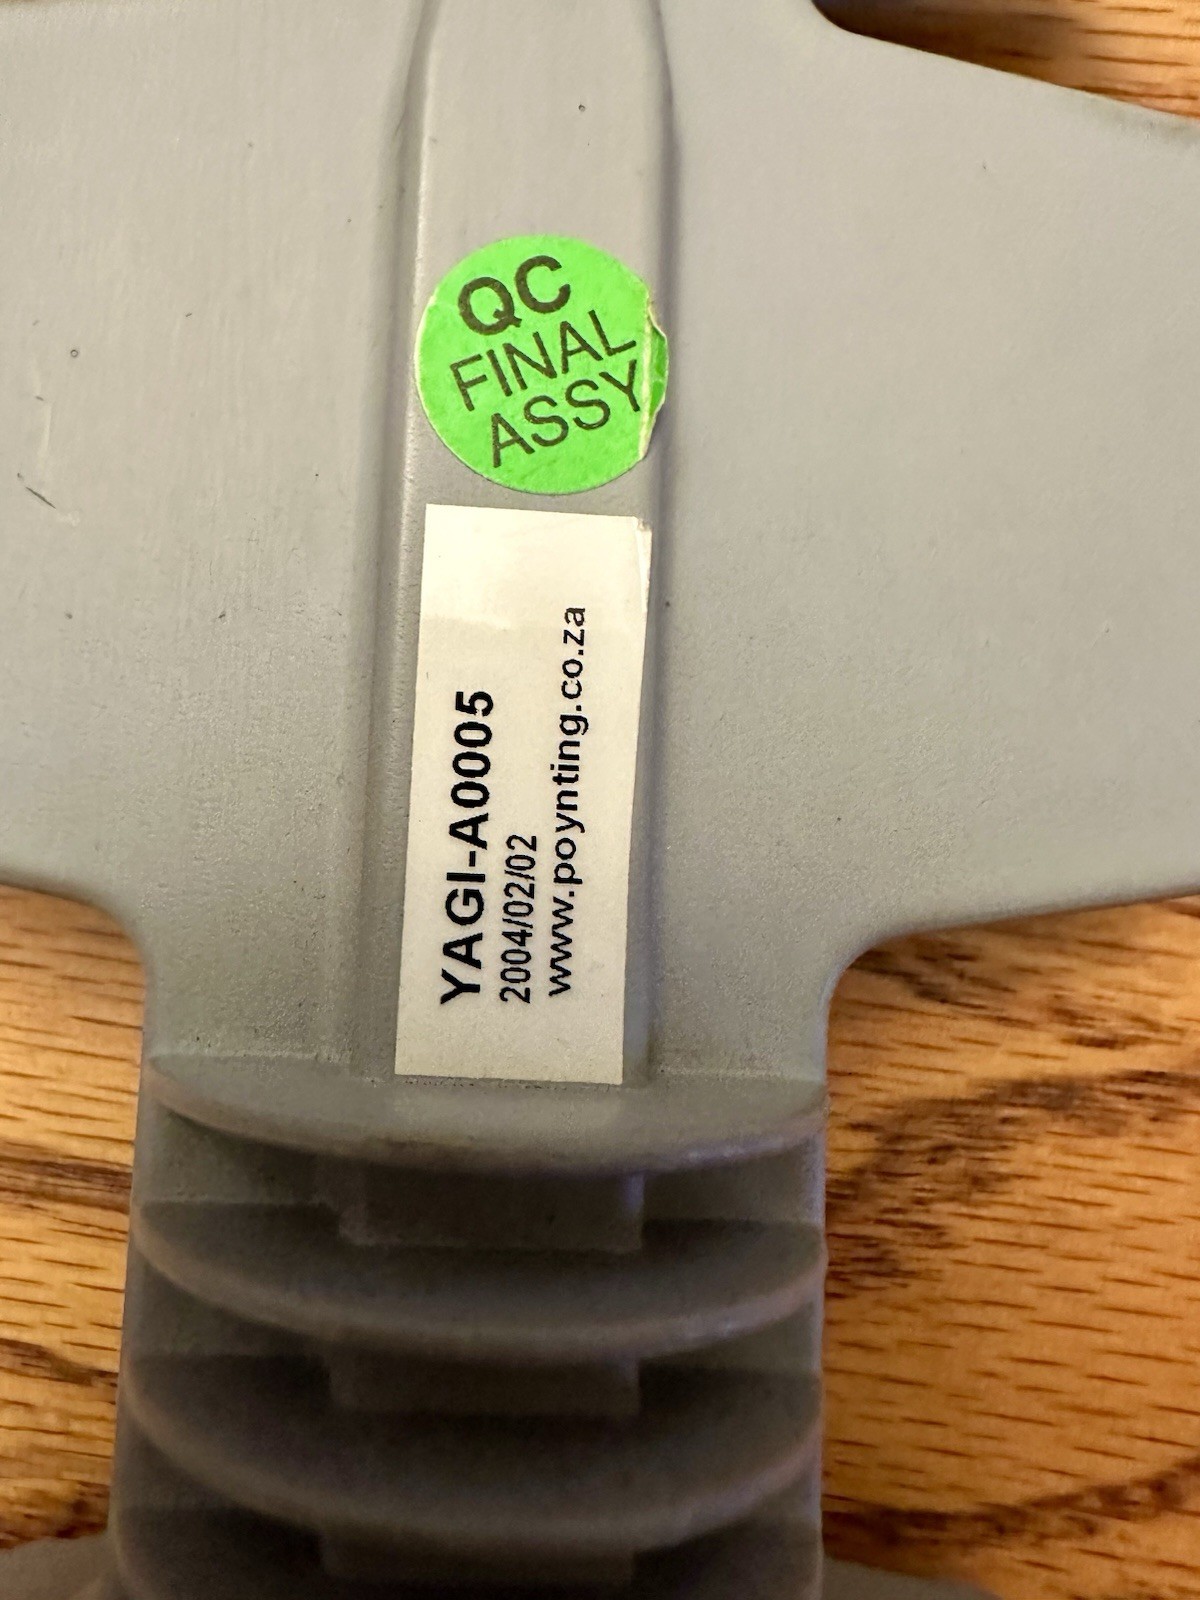 QC
FINAL
ASSY
YAGI-A0005
2004/02/02
www.poynting.co.za